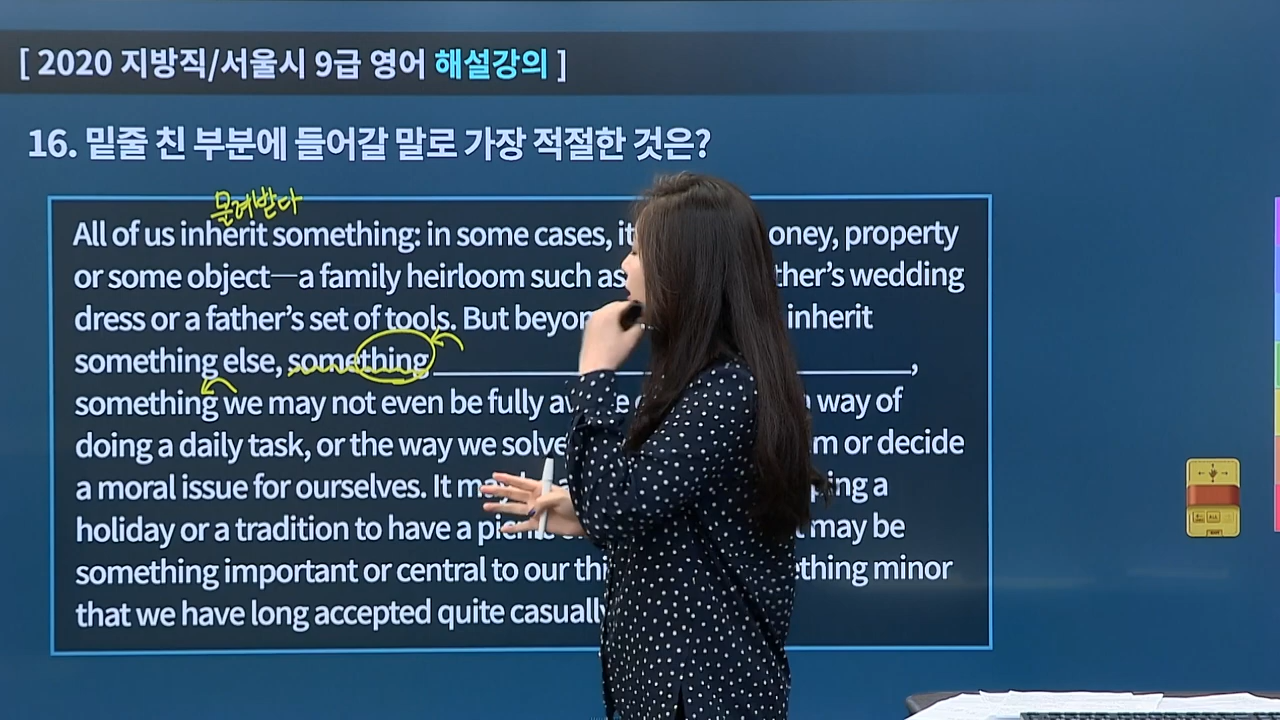 [ 2020 지방직/서울시 9급 영어 해설강의 ]
16. 밑줄 친 부분에 들어갈 말로 가장 적절한 것은?
물려받다
All of us inherit something: in some cases, it oney, property
or some object—a family heirloom such as ther's wedding
dress or a father's set of tools. But beyon inherit
something else, something ____________________,
something we may not even be fully aw way of
doing a daily task, or the way we solve m or decide
a moral issue for ourselves. It may ping a
holiday or a tradition to have a picnic may be
something important or central to our thi ething minor
that we have long accepted quite casually